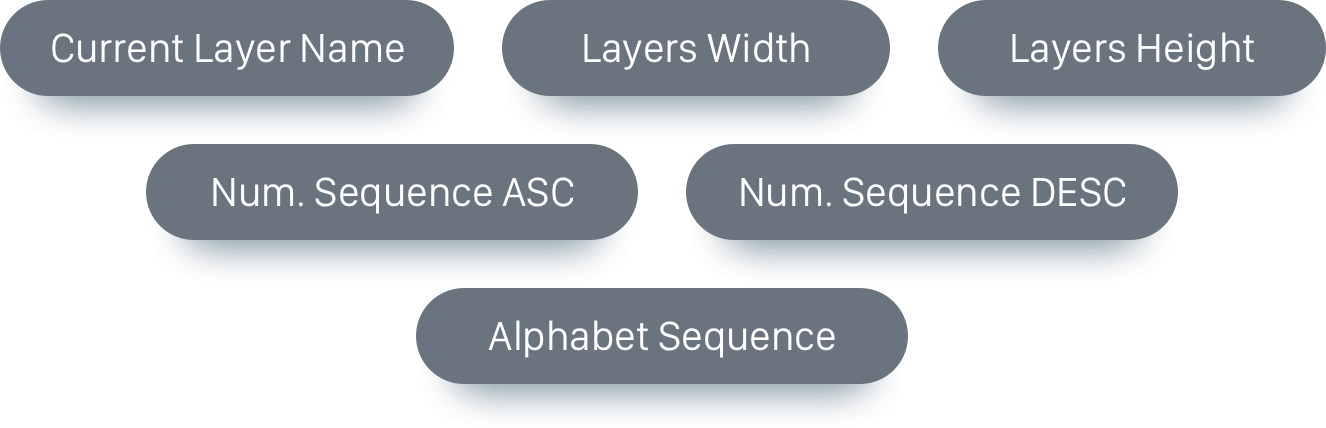 Current Layer Name
Layers Width
Layers Height
Num. Sequence ASC
Num. Sequence DESC
Alphabet Sequence